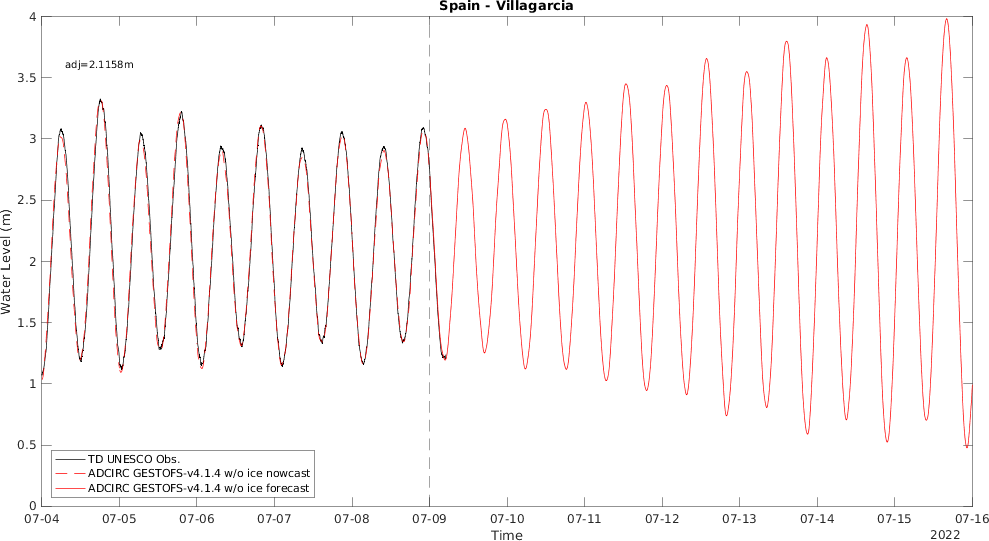 Spain - Villagarcia
4
adj=2.1158m
3.5
3
2.5
2
1.5
1
0.5
0
Water Level (m)
TD UNESCO Obs.
ADCIRC GESTOFS-v4.1.4 w/o ice nowcast
ADCIRC GESTOFS-v4.1.4 w/o ice forecast
07-04 07-05 07-06 07-07 07-08 07-09 07-10 07-11 07-12 07-13 07-14 07-15 07-16
Time
2022